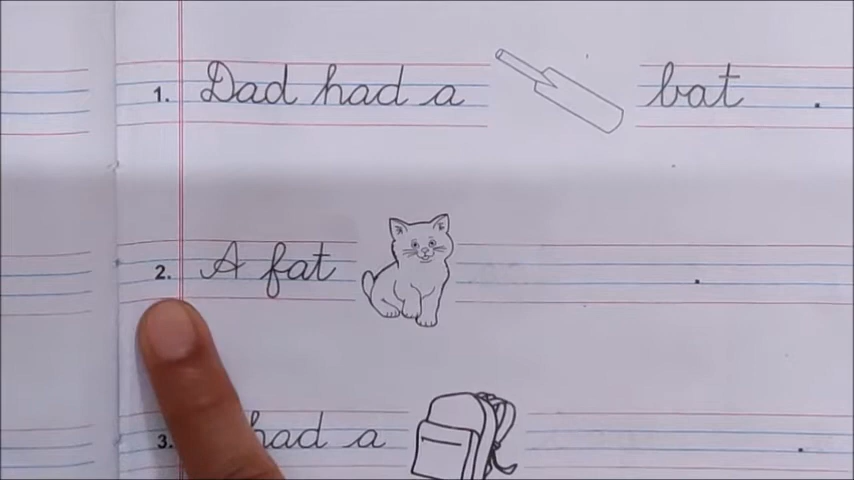 1. Dad had a bat .
2. A fat .
3. had a .